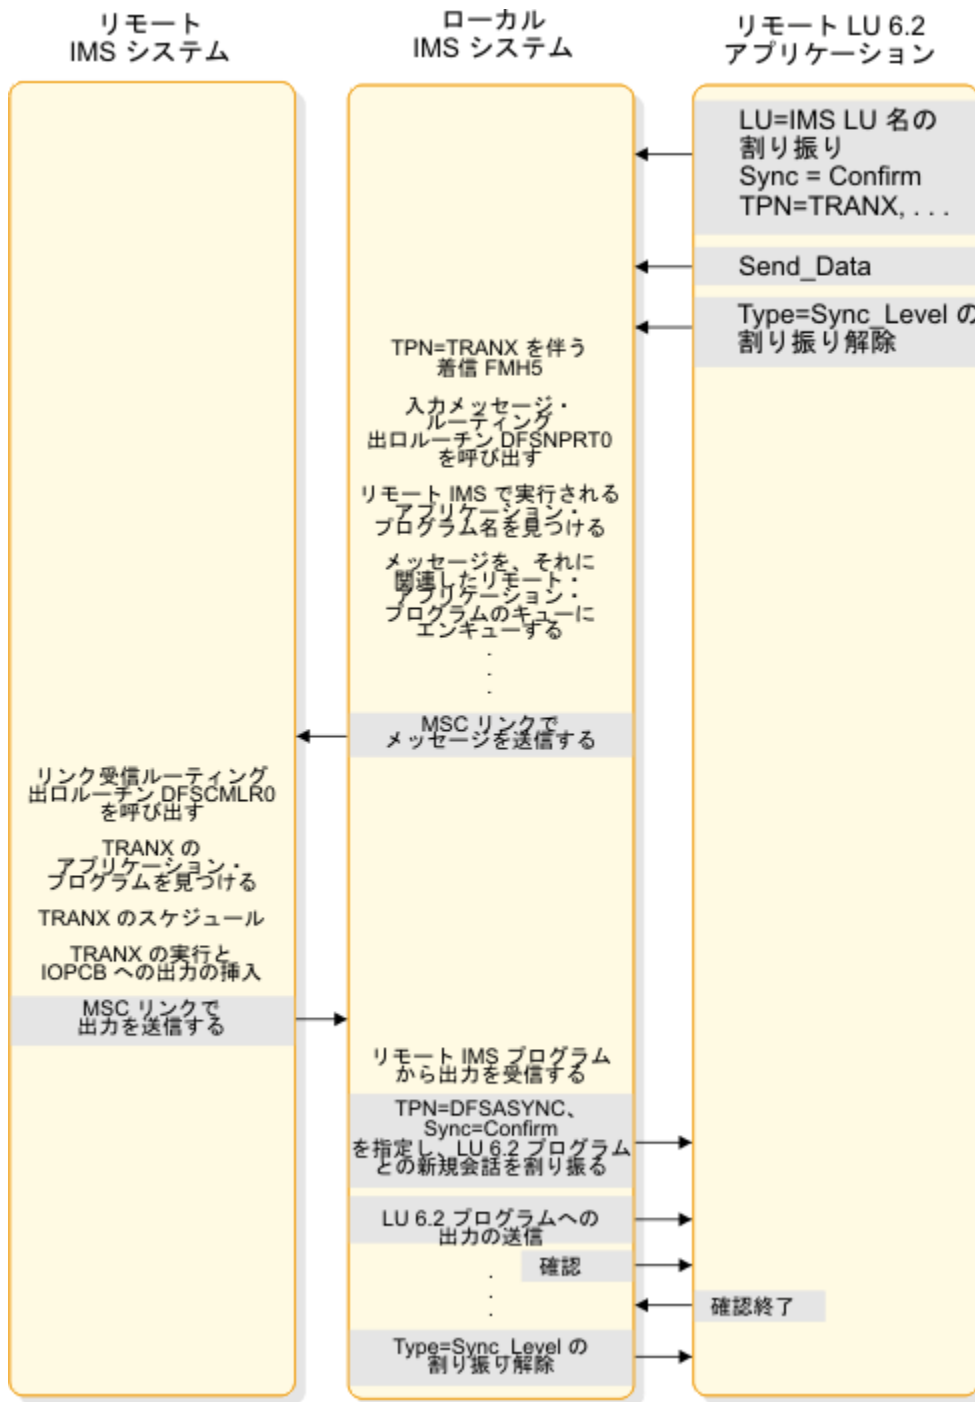 リモート
IMS システム
ローカル
IMS システム
リモート LU 6.2
アプリケーション
LU=IMS LU 名の
割り振り
Sync = Confirm
TPN=TRANX, . . .
Send_Data
Type=Sync_Level の
割り振り解除
TPN=TRANX を伴う
着信 FMH5
入力メッセージ・
ルーティング
出口ルーチン DFSNPRT0
を呼び出す
リモート IMS で実行される
アプリケーション・
プログラム名を見つける
メッセージを、それに
関連したリモート・
アプリケーション・
プログラムのキューに
エンキューする
.
.
.
MSC リンクで
メッセージを送信する
リンク受信ルーティング
出口ルーチン DFSCMLR0
を呼び出す
TRANX の
アプリケーション・
プログラムを見つける
TRANX のスケジュール
TRANX の実行と
IOPCB への出力の挿入
MSC リンクで
出力を送信する
リモート IMS プログラム
から出力を受信する
TPN=DFSASYNC、
Sync=Confirm
を指定し、LU 6.2 プログラム
との新規会話を割り振る
LU 6.2 プログラムへの
出力の送信
確認
.
.
.
確認終了
Type=Sync_Level の
割り振り解除